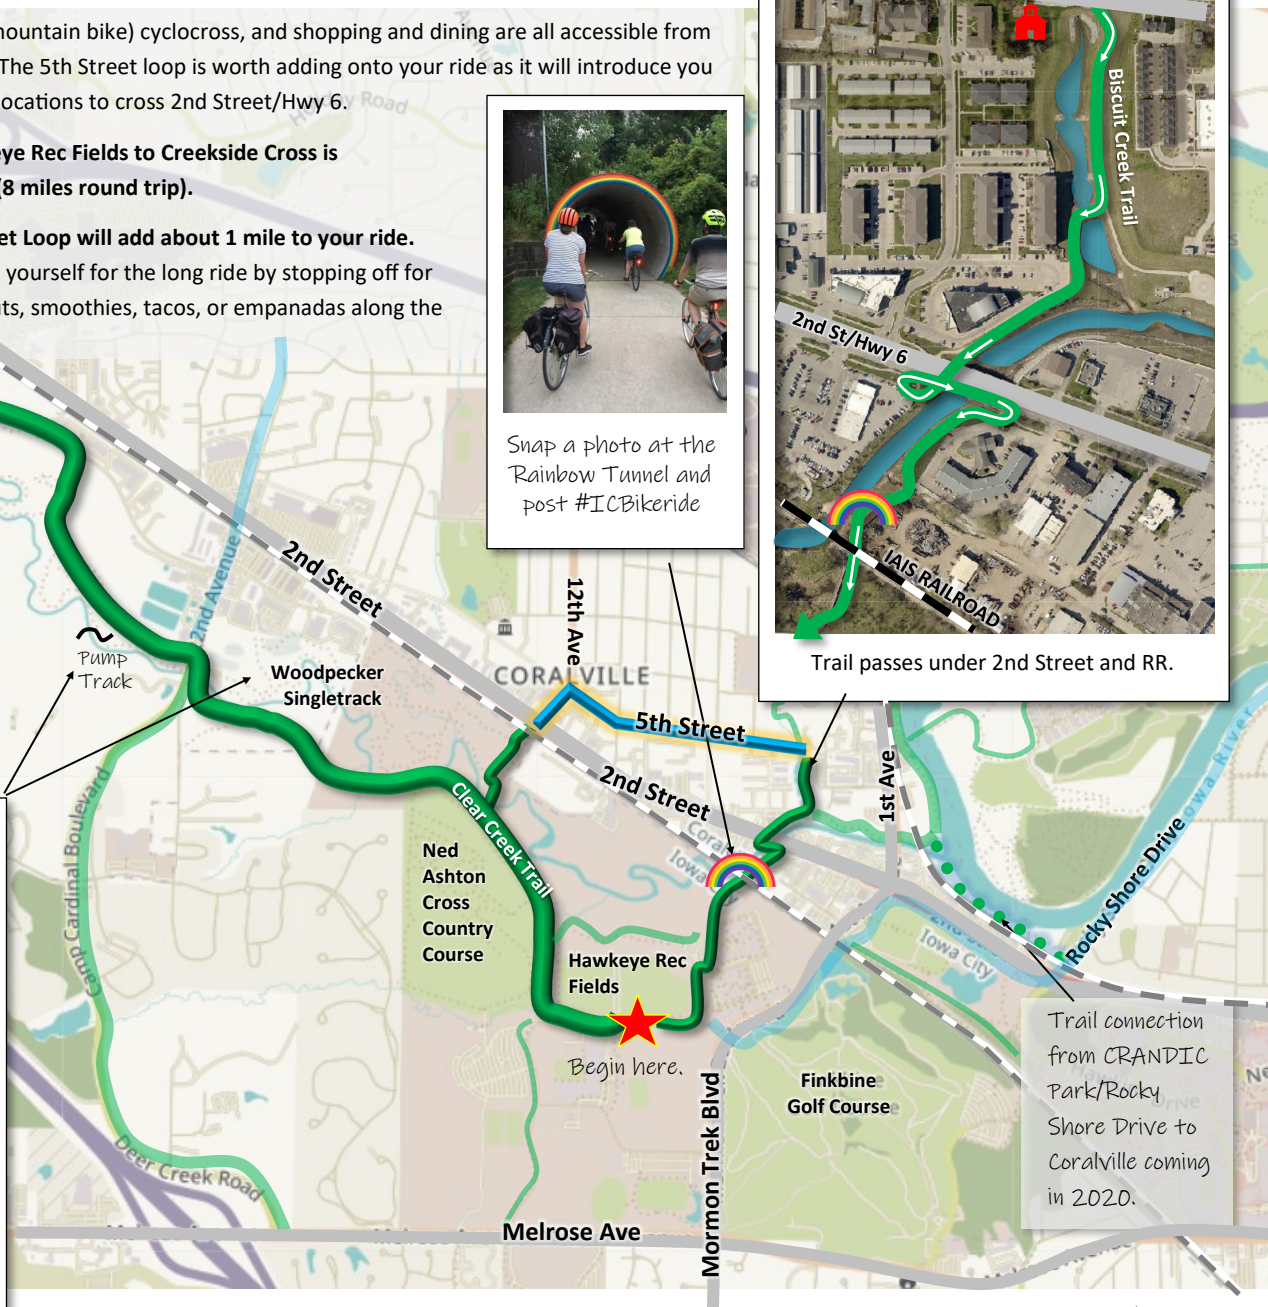 mountain bike) cyclocross, and shopping and dining are all accessible from
The 5th Street loop is worth adding onto your ride as it will introduce you
locations to cross 2nd Street/Hwy 6.
Road
Rec Fields to Creekside Cross is
(8 miles round trip).
Loop will add about 1 mile to your ride.
yourself for the long ride by stopping off for
smoothies, tacos, or empanadas along the
Snap a photo at the
Rainbow Tunnel and
post #ICBikeride
Biscuit Creek Trail
2nd St/Hwy 6
IAIS RAILROAD
Trail passes under 2nd Street and RR.
2nd Street
2nd Avenue
12th Ave
CORALVILLE
Pump
Track
Woodpecker
Singletrack
5th Street
2nd Street
1st Ave
Iowa River
Rocky Shore Drive
Clear Creek Trail
Ned
Ashton
Cross
Country
Course
Camp Cardinal Boulevard
Hawkeye Rec
Fields
Begin here.
Iowa City
Finkbine
Golf Course
Mormon Trek Blvd
Trail connection
from CRANDIC
Park/Rocky
Shore Drive to
Coralville coming
in 2020.
Drive
Deer Creek Road
Melrose Ave